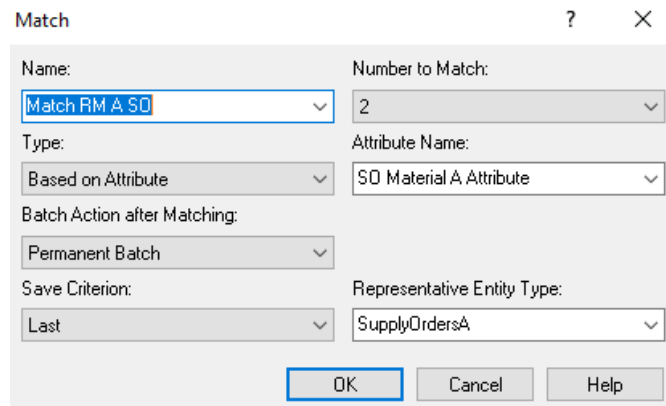 Match ? X
Name: Number to Match:
Match RM A SO 2
Type: Attribute Name:
Based on Attribute SO Material A Attribute
Batch Action after Matching:
Permanent Batch
Save Criterion: Representative Entity Type:
Last SupplyOrdersA
OK Cancel Help